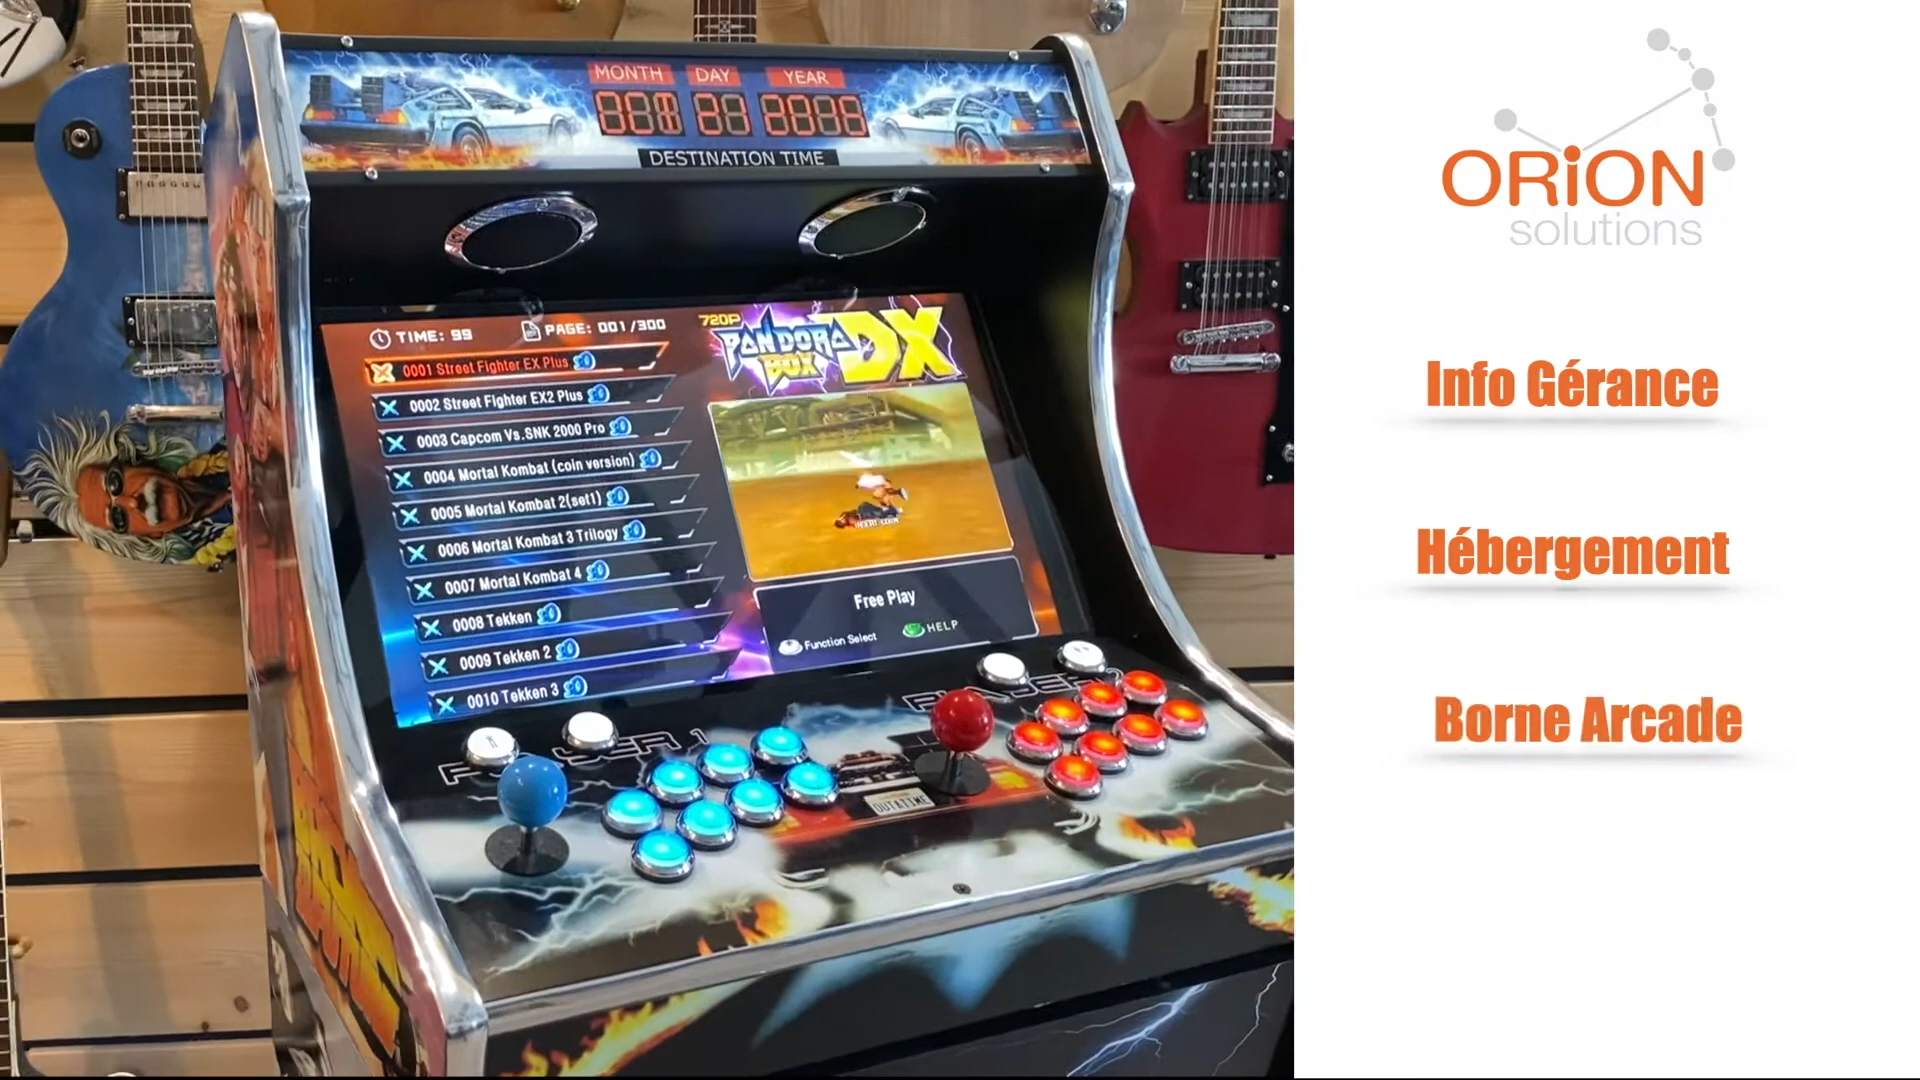 MONTH DAY YEAR
DESTINATION TIME
TIME: 99
PAGE: 001/300
720P
PANDORA
BOX
DX
0001 Street Fighter EX Plus
0002 Street Fighter EX2 Plus
0003 Capcom Vs.SNK 2000 Pro
0004 Mortal Kombat (coin version)
0005 Mortal Kombat 2(set1)
0006 Mortal Kombat 3 Trilogy
0007 Mortal Kombat 4
0008 Tekken
0009 Tekken 2
0010 Tekken 3
Free Play
Function Select
HELP
PLAYER 1
PLAYER 2
OUTATIME
ORiON
solutions
Info Gérance
Hébergement
Borne Arcade